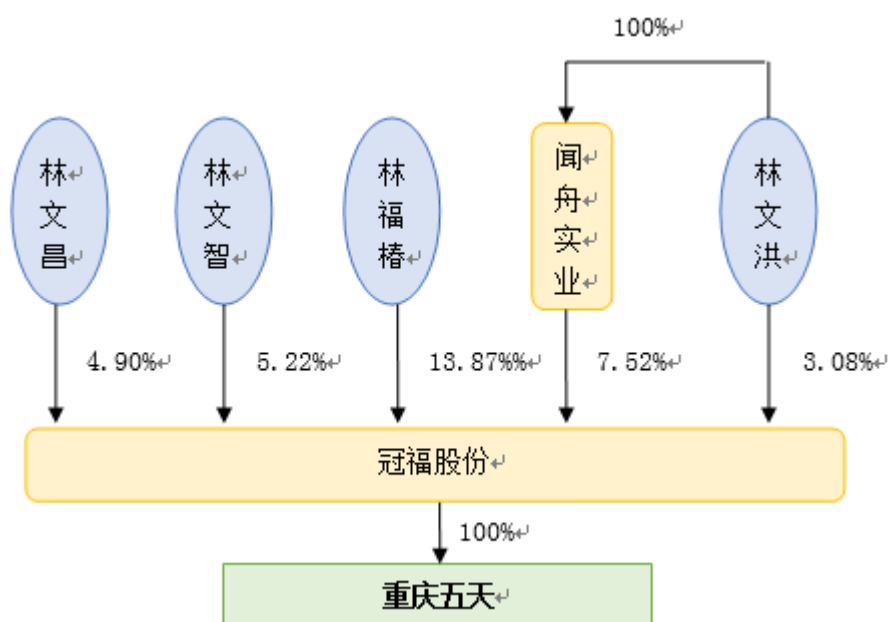 100%↵
林↵
文
昌↵
林↵
文
智↵
林
福
椿↵
闻↵
舟↵
实↵
业↵
林
文
洪↵
4.90%↵
5.22%↵
13.87%%↵
7.52%↵
3.08%↵
冠福股份↵
100%↵
重庆五天↵